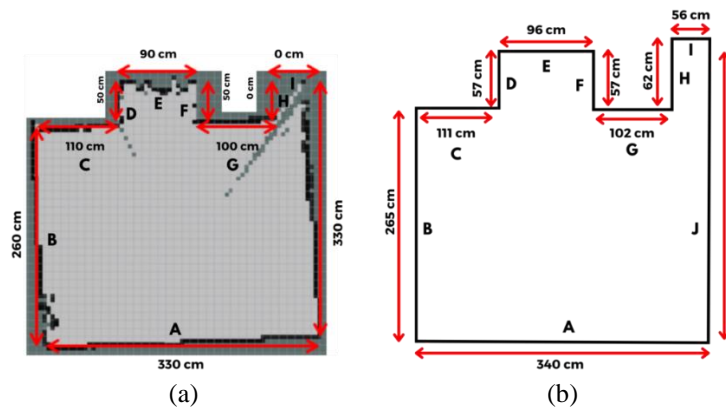 90 cm
0 cm
50 cm
D
E
F
50 cm
0 cm
H
I
110 cm
100 cm
C
G
260 cm
B
330 cm
A
330 cm
(a)
56 cm
96 cm
I
57 cm
D
E
F
57 cm
62 cm
H
111 cm
102 cm
C
G
265 cm
B
J
A
340 cm
(b)